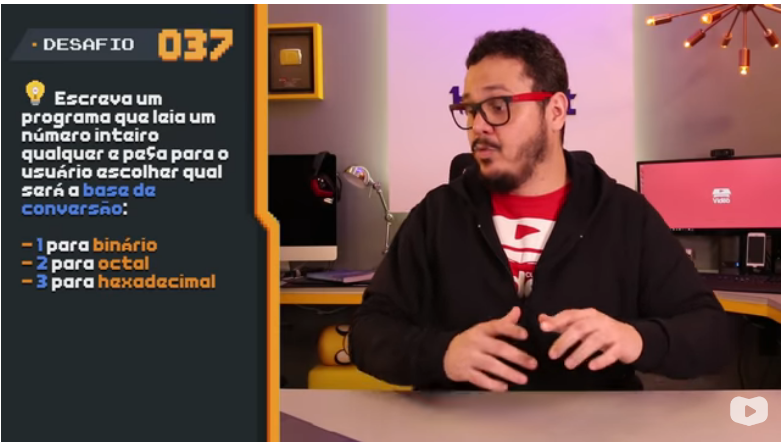 • DESAFIO 037
Escreva um
programa que leia um
número inteiro
qualquer e peça para o
usuário escolher qual
será a base de
conversão:
– 1 para binário
– 2 para octal
– 3 para hexadecimal